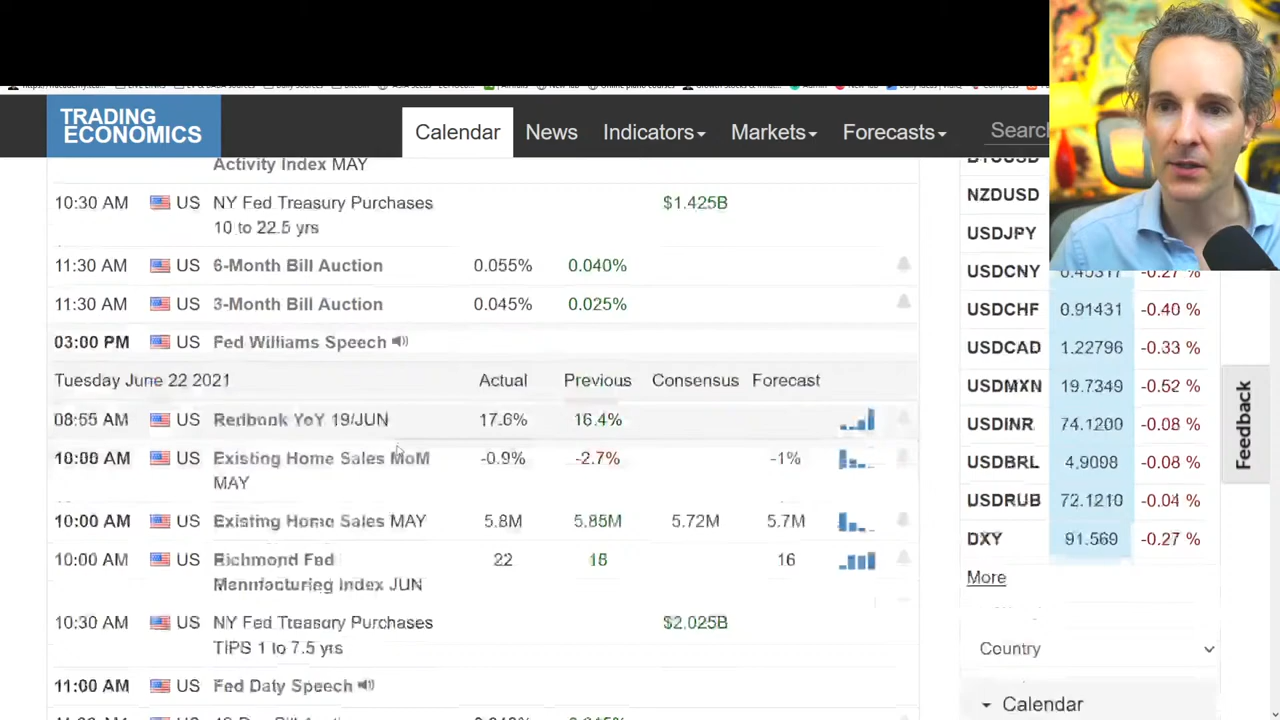 TRADING
ECONOMICS
Calendar
News
Indicators
Markets
Forecasts
Search
Activity Index MAY
10:30 AM US NY Fed Treasury Purchases $1.425B
10 to 22.5 yrs
11:30 AM US 6-Month Bill Auction 0.055% 0.040%
11:30 AM US 3-Month Bill Auction 0.045% 0.025%
03:00 PM US Fed Williams Speech
Tuesday June 22 2021 Actual Previous Consensus Forecast
08:55 AM US Redbook YoY 19/JUN 17.6% 16.4%
10:00 AM US Existing Home Sales MoM -0.9% -2.7% -1%
MAY
10:00 AM US Existing Home Sales MAY 5.8M 5.85M 5.72M 5.7M
10:00 AM US Richmond Fed 22 18 16
Manufacturing Index JUN
10:30 AM US NY Fed Treasury Purchases $2.025B
TIPS 1 to 7.5 yrs
11:00 AM US Fed Daly Speech
NZDUSD
USDJPY
USDCNY -0.27 %
USDCHF 0.91431 -0.40 %
USDCAD 1.22796 -0.33 %
USDMXN 19.7349 -0.52 %
USDINR 74.1200 -0.08 %
USDBRL 4.9098 -0.08 %
USDRUB 72.1210 -0.04 %
DXY 91.569 -0.27 %
More
Country
Calendar
Feedback